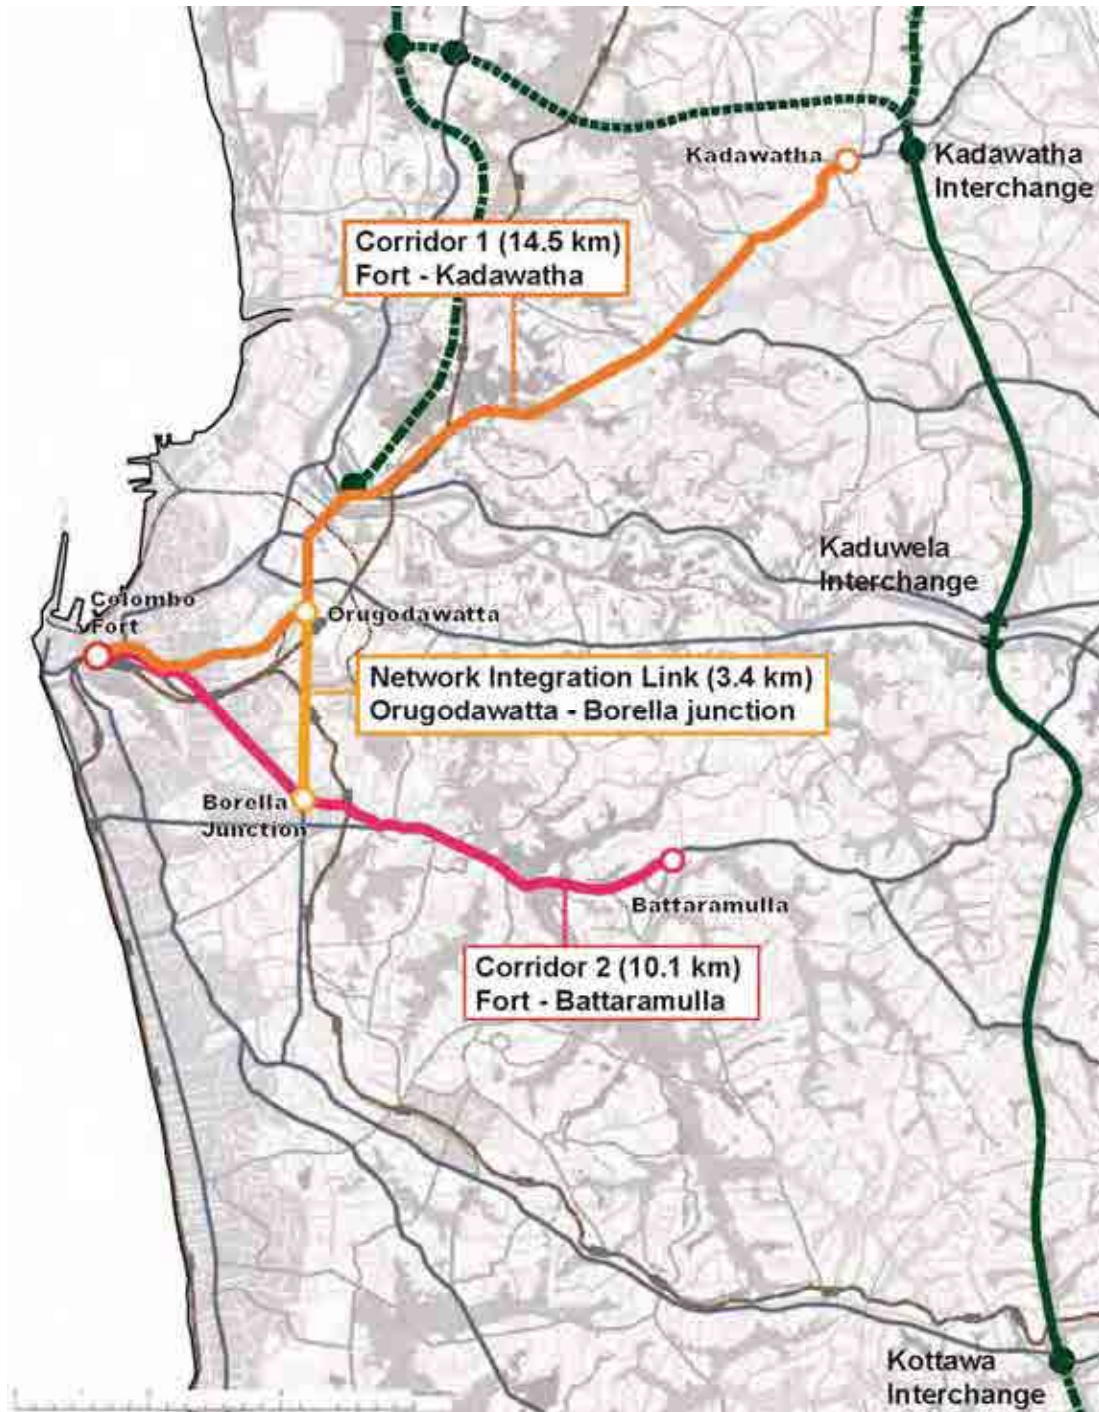 Kadawatha
Kadawatha
Interchange
Corridor 1 (14.5 km)
Fort - Kadawatha
Kaduwela
Interchange
Colombo
Fort
Orugodawatta
Network Integration Link (3.4 km)
Orugodawatta - Borella junction
Borella
Junction
Battaramulla
Corridor 2 (10.1 km)
Fort - Battaramulla
Kottawa
Interchange